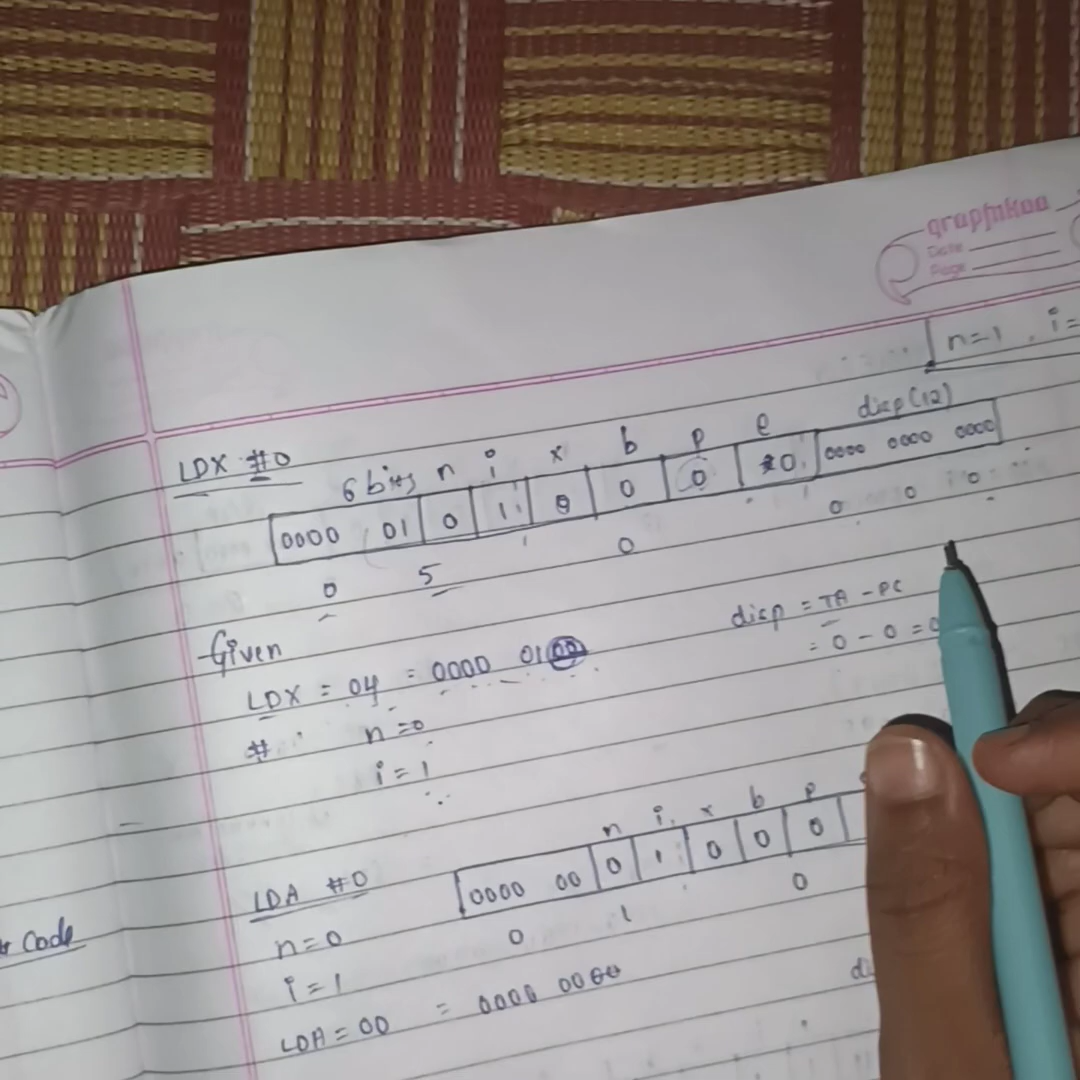 graphikaa
Date
Page
n=1, i=
LDX #0
6 bits n i x b p e disp(12)
0000 01 0 1 0 0 0 0 0000 0000 0000
0 5 0 0 0 0
Given
disp = TA - PC
= 0 - 0 = 0
LDX = 04 = 0000 0100
# n=0
i=1
LDA #0
n i x b p
0000 00 0 1 0 0 0
0 1 0
n=0
i=1
LDA = 00 = 0000 0000
Code